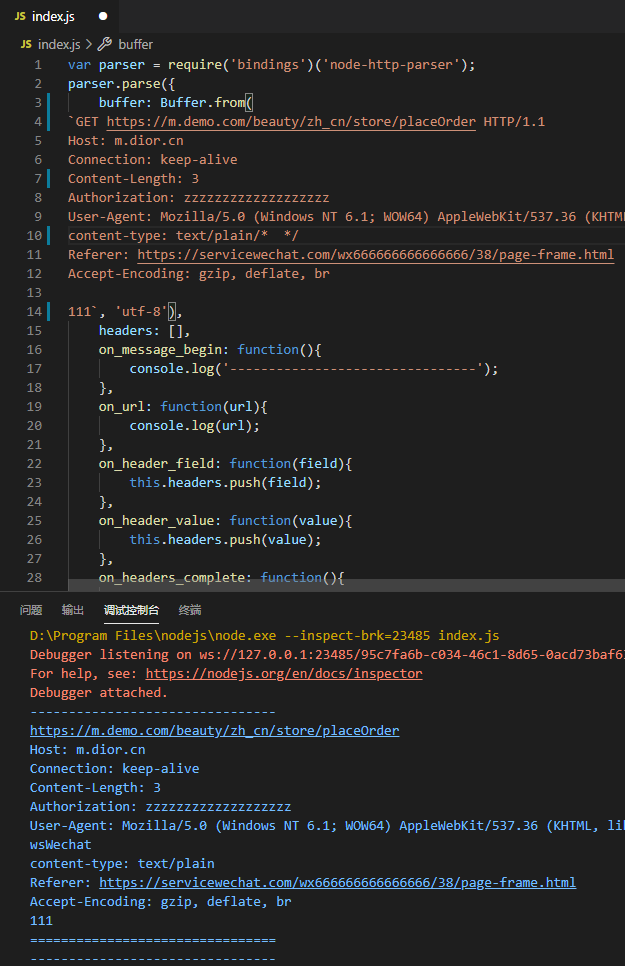 JS index.js
JS index.js > buffer
1 var parser = require('bindings')('node-http-parser');
2 parser.parse({
3 buffer: Buffer.from(
4 `GET https://m.demo.com/beauty/zh_cn/store/placeOrder HTTP/1.1
5 Host: m.dior.cn
6 Connection: keep-alive
7 Content-Length: 3
8 Authorization: zzzzzzzzzzzzzzzzzzz
9 User-Agent: Mozilla/5.0 (Windows NT 6.1; WOW64) AppleWebKit/537.36 (KHTM
10 content-type: text/plain/*  */
11 Referer: https://servicewechat.com/wx666666666666666/38/page-frame.html
12 Accept-Encoding: gzip, deflate, br
13
14 111`, 'utf-8'),
15 headers: [],
16 on_message_begin: function(){
17 console.log('--------------------------------');
18 },
19 on_url: function(url){
20 console.log(url);
21 },
22 on_header_field: function(field){
23 this.headers.push(field);
24 },
25 on_header_value: function(value){
26 this.headers.push(value);
27 },
28 on_headers_complete: function(){
问题 输出 调试控制台 终端
D:\Program Files\nodejs\node.exe --inspect-brk=23485 index.js
Debugger listening on ws://127.0.0.1:23485/95c7fa6b-c034-46c1-8d65-0acd73baf6
For help, see: https://nodejs.org/en/docs/inspector
Debugger attached.
--------------------------------
https://m.demo.com/beauty/zh_cn/store/placeOrder
Host: m.dior.cn
Connection: keep-alive
Content-Length: 3
Authorization: zzzzzzzzzzzzzzzzzzz
User-Agent: Mozilla/5.0 (Windows NT 6.1; WOW64) AppleWebKit/537.36 (KHTML, li
wsWechat
content-type: text/plain
Referer: https://servicewechat.com/wx666666666666666/38/page-frame.html
Accept-Encoding: gzip, deflate, br
111
================================
--------------------------------